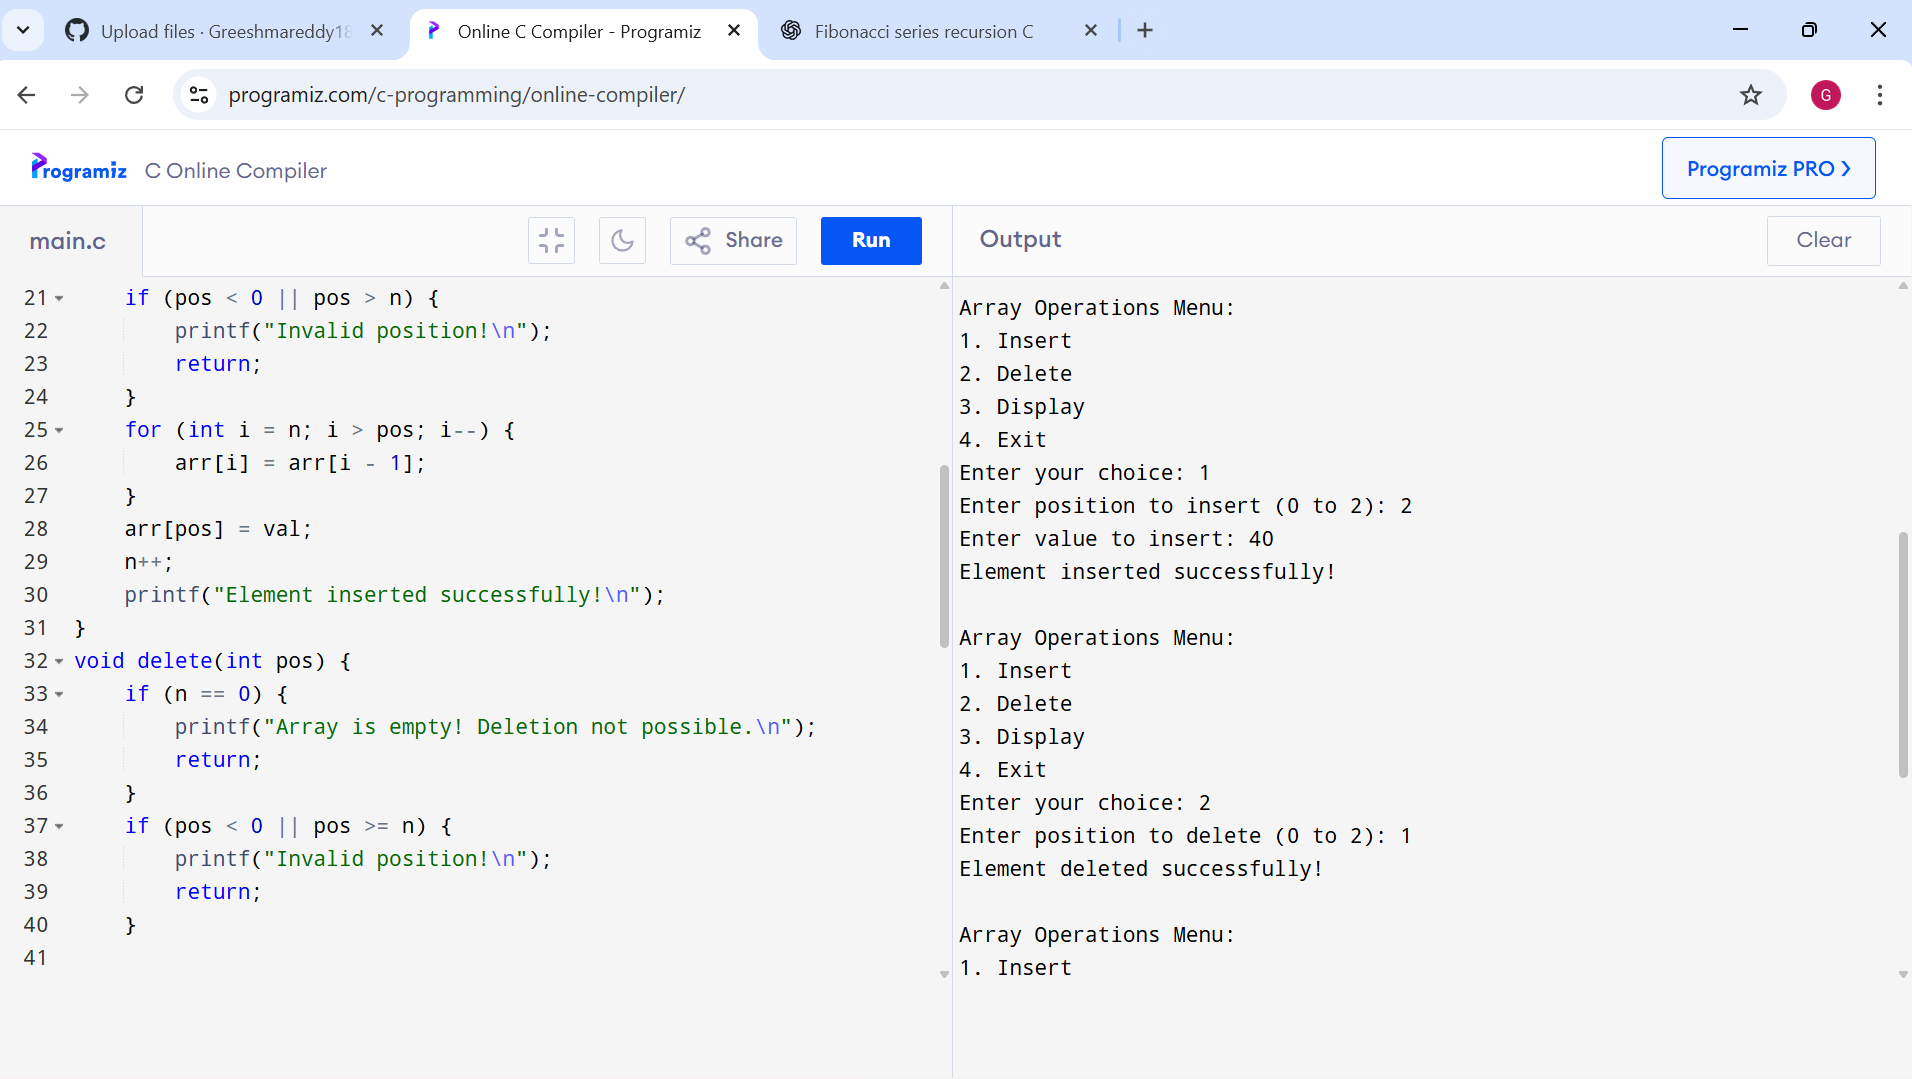 Upload files · Greeshmareddy18
Online C Compiler - Programiz
Fibonacci series recursion C
programiz.com/c-programming/online-compiler/
G
Programiz
C Online Compiler
Programiz PRO
main.c
Share
Run
Output
Clear
21 if (pos < 0 || pos > n) {
22 printf("Invalid position!\n");
23 return;
24 }
25 for (int i = n; i > pos; i--) {
26 arr[i] = arr[i - 1];
27 }
28 arr[pos] = val;
29 n++;
30 printf("Element inserted successfully!\n");
31 }
32 void delete(int pos) {
33 if (n == 0) {
34 printf("Array is empty! Deletion not possible.\n");
35 return;
36 }
37 if (pos < 0 || pos >= n) {
38 printf("Invalid position!\n");
39 return;
40 }
41
Array Operations Menu:
1. Insert
2. Delete
3. Display
4. Exit
Enter your choice: 1
Enter position to insert (0 to 2): 2
Enter value to insert: 40
Element inserted successfully!
Array Operations Menu:
1. Insert
2. Delete
3. Display
4. Exit
Enter your choice: 2
Enter position to delete (0 to 2): 1
Element deleted successfully!
Array Operations Menu:
1. Insert